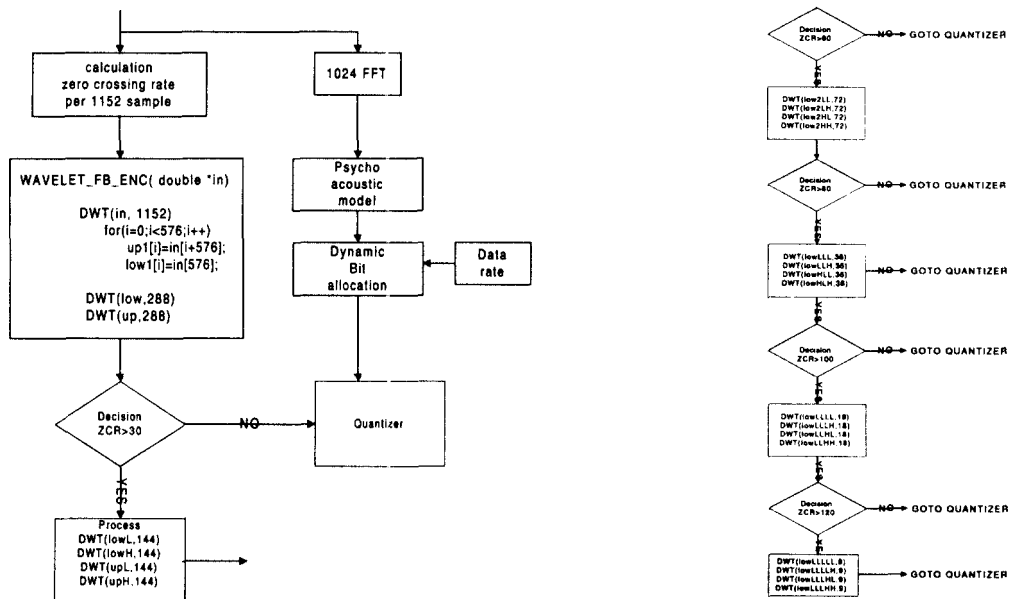 calculation
zero crossing rate
per 1152 sample
1024 FFT
WAVELET_FB_ENC( double *in)
DWT(in, 1152)
for(i=0;i<576;i++)
up1[i]=in[i+576];
low1[i]=in[576];
DWT(low,288)
DWT(up,288)
Psycho
acoustic
model
Dynamic
Bit
allocation
Data
rate
Decision
ZCR>30
NO
Quantizer
YES
Process
DWT(lowL,144)
DWT(lowH,144)
DWT(upL,144)
DWT(upH,144)
Decision
NO
GOTO QUANTIZER
YES
DWT(low2LL,72)
DWT(low2LH,72)
DWT(low2HL,72)
DWT(low2HH,72)
Decision
ZCR>80
NO
GOTO QUANTIZER
YES
DWT(lowLLL,36)
DWT(lowLLH,36)
DWT(lowHLL,36)
DWT(lowHLH,36)
NO
GOTO QUANTIZER
YES
Decision
ZCR>100
NO
GOTO QUANTIZER
YES
DWT(lowLLLL,18)
DWT(lowLLLH,18)
DWT(lowLLHL,18)
DWT(lowLLHH,18)
YES
Decision
ZCR>120
NO
GOTO QUANTIZER
DWT(lowLLLLH,9)
DWT(lowLLLHL,9)
DWT(lowLLLHH,9)
GOTO QUANTIZER